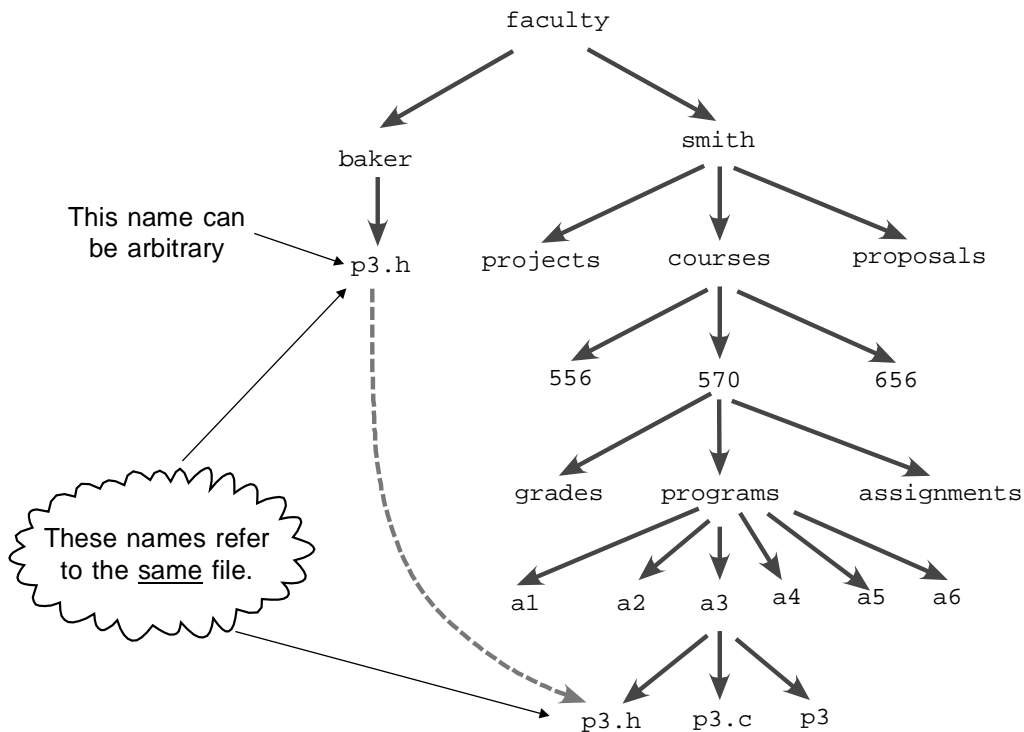 faculty
baker
smith
This name can
be arbitrary
p3.h
projects
courses
proposals
556
570
656
grades
programs
assignments
These names refer
to the same file.
a1
a2
a3
a4
a5
a6
p3.h
p3.c
p3